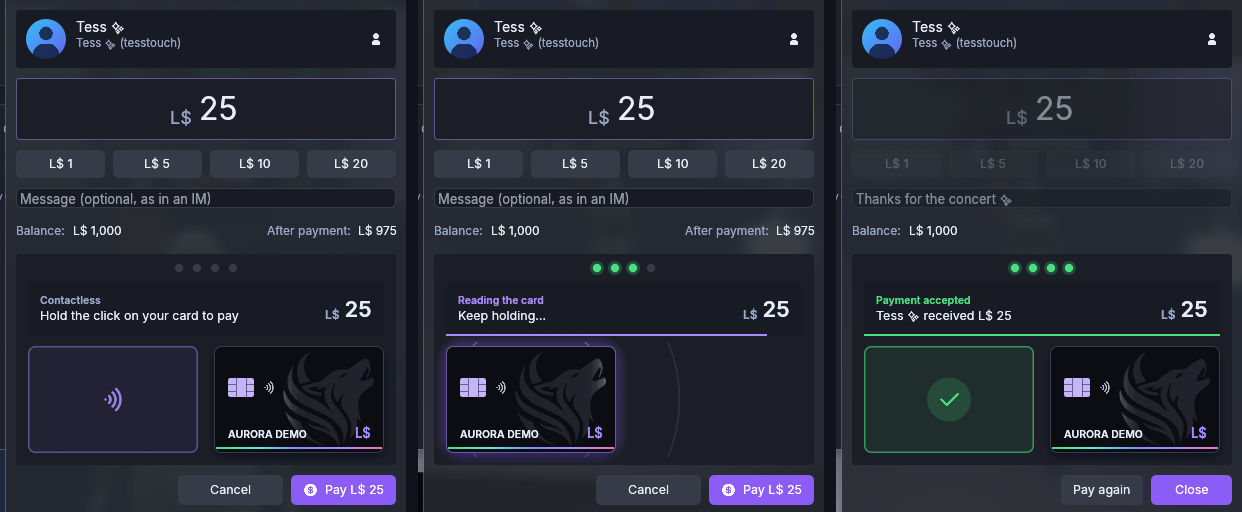 Tess ✨
Tess ✨ (tesstouch)
L$ 25
L$ 1
L$ 5
L$ 10
L$ 20
Message (optional, as in an IM)
Balance: L$ 1,000
After payment: L$ 975
Contactless
Hold the click on your card to pay
L$ 25
AURORA DEMO
L$
Cancel
Pay L$ 25
Tess ✨
Tess ✨ (tesstouch)
L$ 25
L$ 1
L$ 5
L$ 10
L$ 20
Message (optional, as in an IM)
Balance: L$ 1,000
After payment: L$ 975
Reading the card
Keep holding...
L$ 25
AURORA DEMO
L$
Cancel
Pay L$ 25
Tess ✨
Tess ✨ (tesstouch)
L$ 25
L$ 1
L$ 5
L$ 10
L$ 20
Thanks for the concert ✨
Balance: L$ 1,000
Payment accepted
Tess ✨ received L$ 25
L$ 25
AURORA DEMO
L$
Pay again
Close